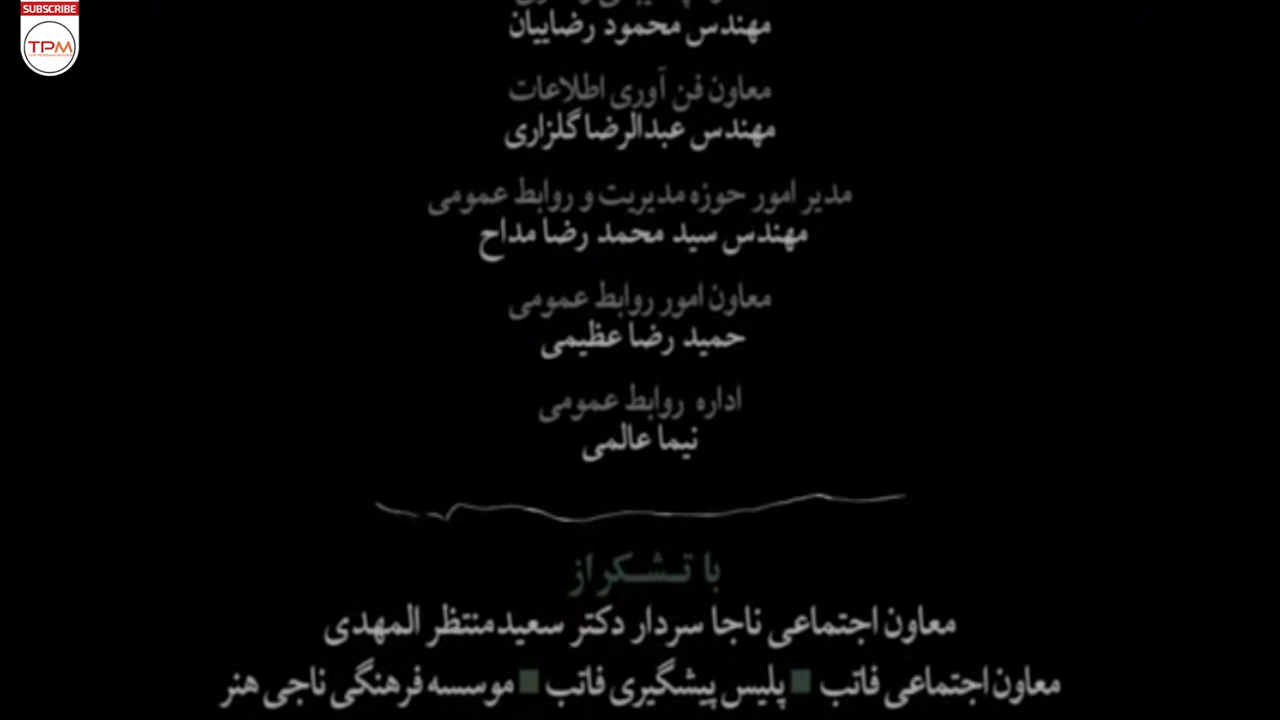 SUBSCRIBE
TPM
مهندس محمود رضاییان
معاون فن آوری اطلاعات
مهندس عبدالرضا گلزاری
مدیر امور حوزه مدیریت و روابط عمومی
مهندس سید محمد رضا مداح
معاون امور روابط عمومی
حمید رضا عظیمی
اداره روابط عمومی
نیما عالمی
با تشکر از
معاون اجتماعی ناجا سردار دکتر سعید منتظر المهدی
معاون اجتماعی فاتب ■ پلیس پیشگیری فاتب ■ موسسه فرهنگی ناجی هنر